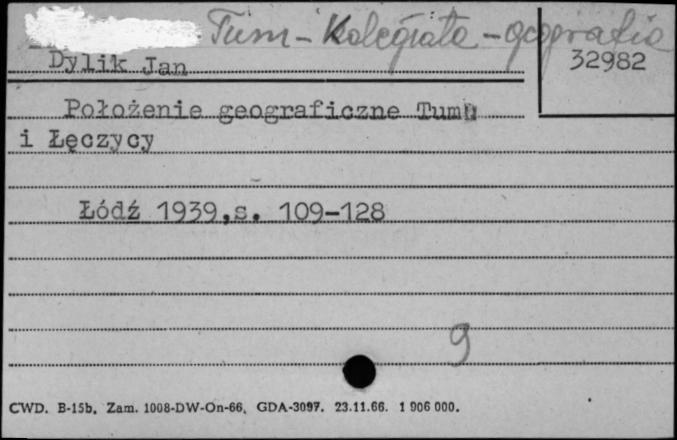 Tum - Kolegiata - geografia
Dylik Jan
32982
Położenie geograficzne Tumu
i Łęczycy
Łódź 1939,s. 109-128
9
CWD. B-15b. Zam. 1008-DW-On-66, GDA-3097. 23.11.66. 1 906 000.